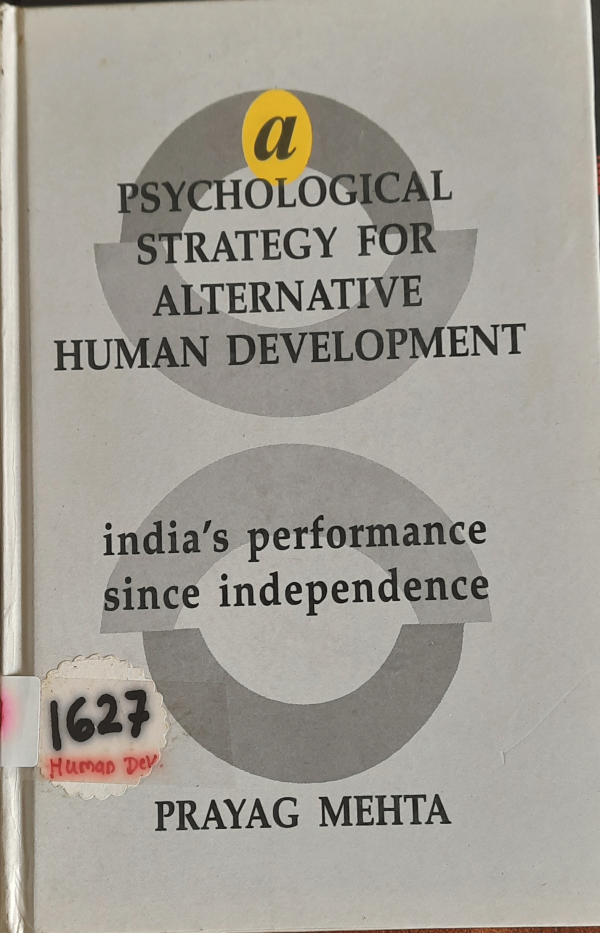 a
PSYCHOLOGICAL
STRATEGY FOR
ALTERNATIVE
HUMAN DEVELOPMENT
india's performance
since independence
1627
Human Dev.
PRAYAG MEHTA